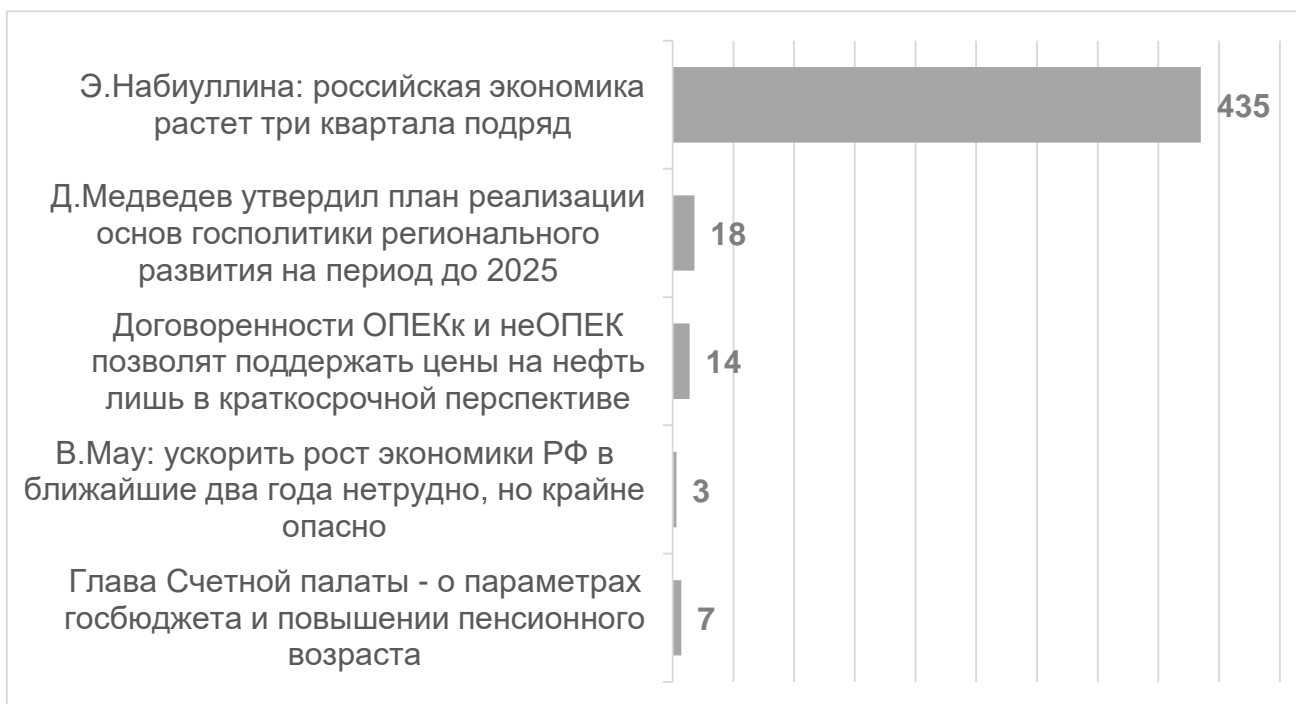 Э.Набиуллина: российская экономика
растет три квартала подряд
435
Д.Медведев утвердил план реализации
основ госполитики регионального
развития на период до 2025
18
Договоренности ОПЕКк и неОПЕК
позволят поддержать цены на нефть
лишь в краткосрочной перспективе
14
В.Мау: ускорить рост экономики РФ в
ближайшие два года нетрудно, но крайне
опасно
3
Глава Счетной палаты - о параметрах
госбюджета и повышении пенсионного
возраста
7